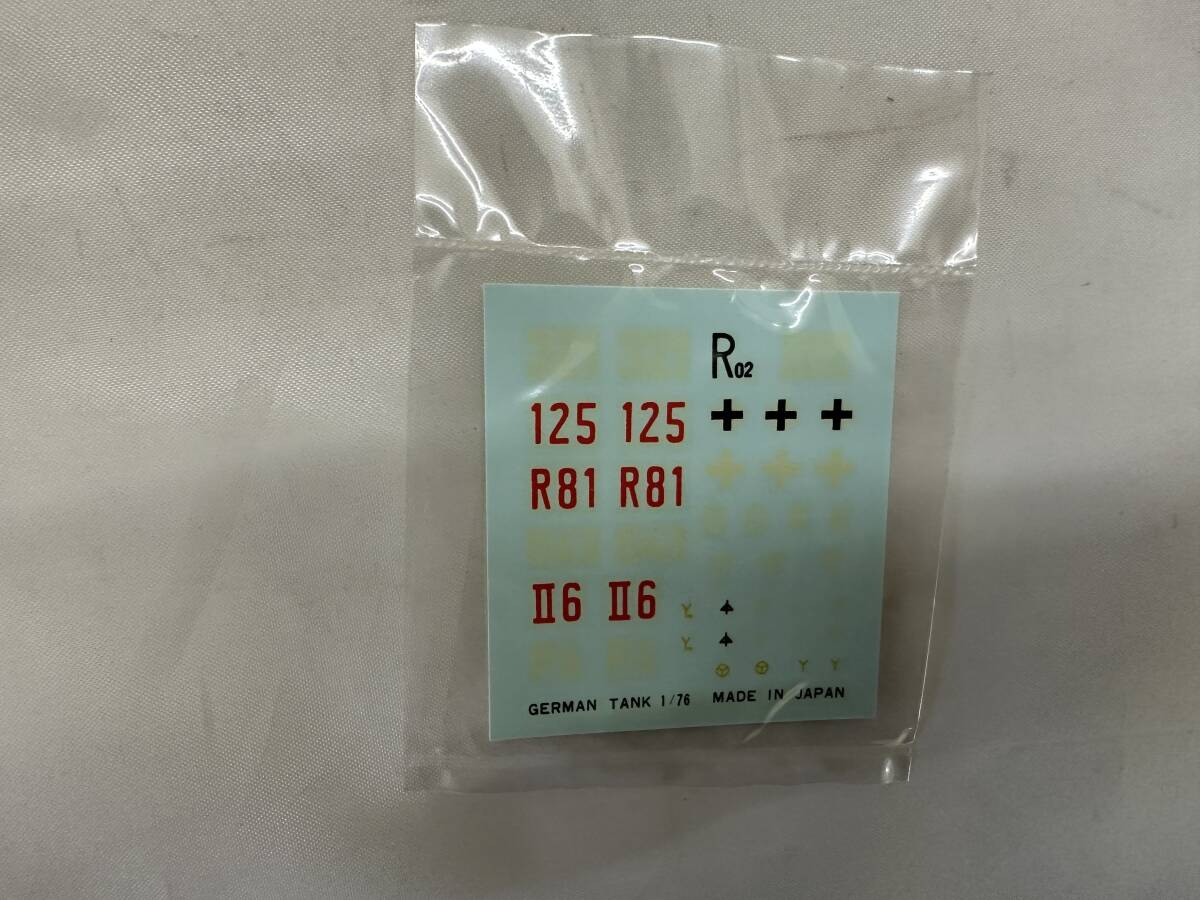 R02
125 125
R81 R81
II6 II6
GERMAN TANK 1/76 MADE IN JAPAN